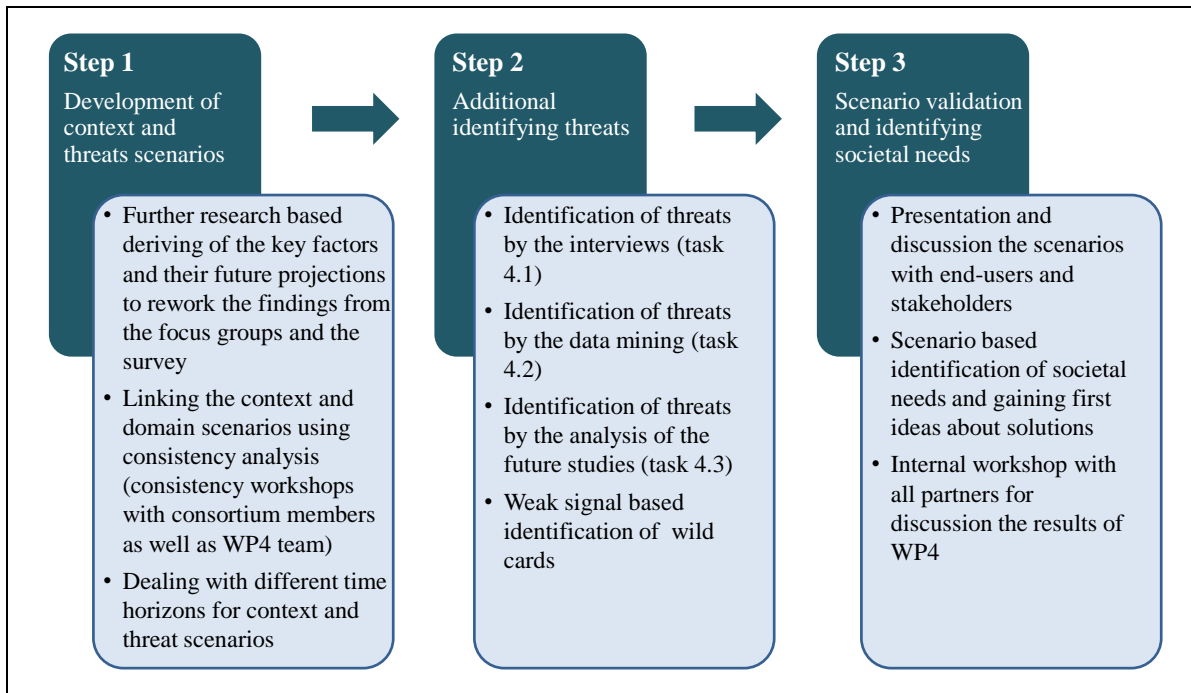 Step 1
Development of
context and
threats scenarios
• Further research based
deriving of the key factors
and their future projections
to rework the findings from
the focus groups and the
survey
• Linking the context and
domain scenarios using
consistency analysis
(consistency workshops
with consortium members
as well as WP4 team)
• Dealing with different time
horizons for context and
threat scenarios
Step 2
Additional
identifying threats
• Identification of threats
by the interviews (task
4.1)
• Identification of threats
by the data mining (task
4.2)
• Identification of threats
by the analysis of the
future studies (task 4.3)
• Weak signal based
identification of wild
cards
Step 3
Scenario validation
and identifying
societal needs
• Presentation and
discussion the scenarios
with end-users and
stakeholders
• Scenario based
identification of societal
needs and gaining first
ideas about solutions
• Internal workshop with
all partners for
discussion the results of
WP4